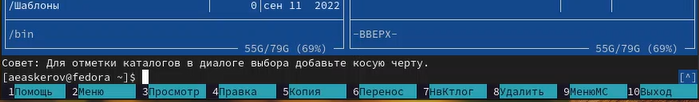 /Шаблоны 0 сен 11 2022
/bin -ВВЕРХ-
55G/79G (69%) 55G/79G (69%)
Совет: Для отметки каталогов в диалоге выбора добавьте косую черту.
[aeaskerov@fedora ~]$ [^]
1Помощь 2Меню 3Просмотр 4Правка 5Копия 6Перенос 7НвКтлог 8Удалить 9МенюМС 10Выход